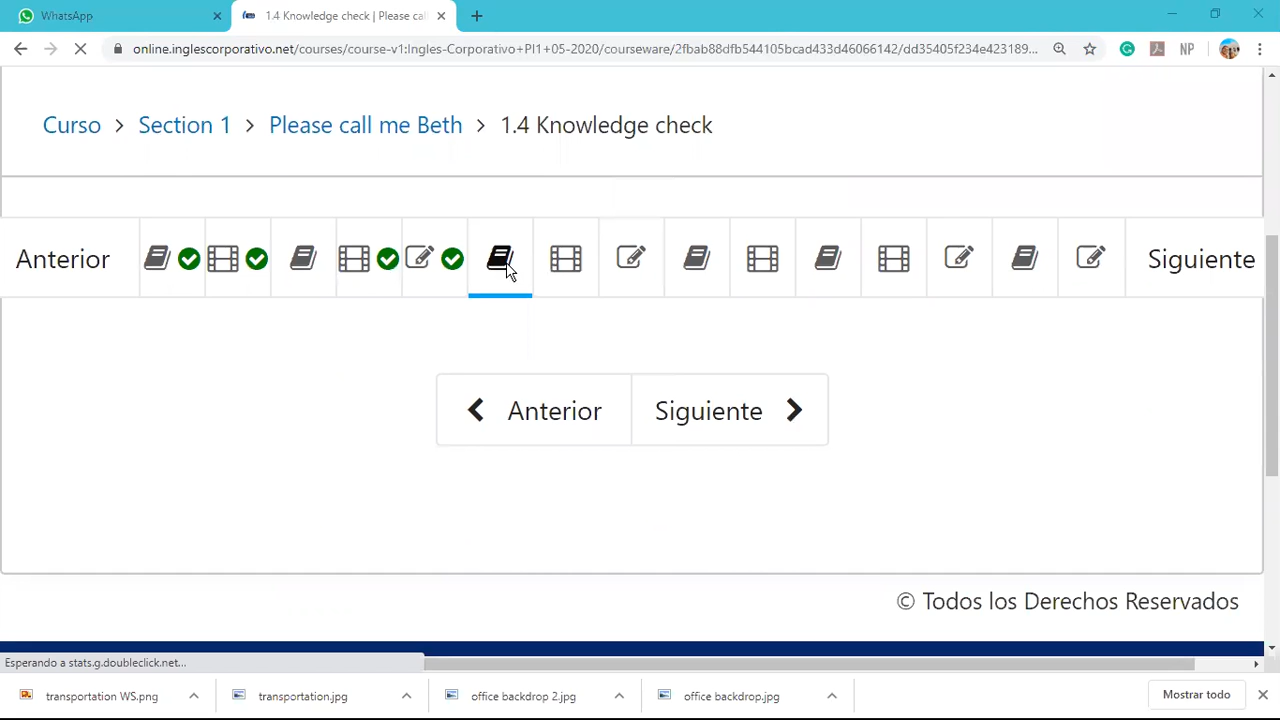 WhatsApp
1.4 Knowledge check | Please cal
online.inglescorporativo.net/courses/course-v1:Ingles-Corporativo+PI1+05-2020/courseware/2fbab88dfb544105bcad433d46066142/dd35405f234e423189...
NP
Curso > Section 1 > Please call me Beth > 1.4 Knowledge check
Anterior
Siguiente
Anterior
Siguiente
© Todos los Derechos Reservados
Esperando a stats.g.doubleclick.net...
transportation WS.png
transportation.jpg
office backdrop 2.jpg
office backdrop.jpg
Mostrar todo